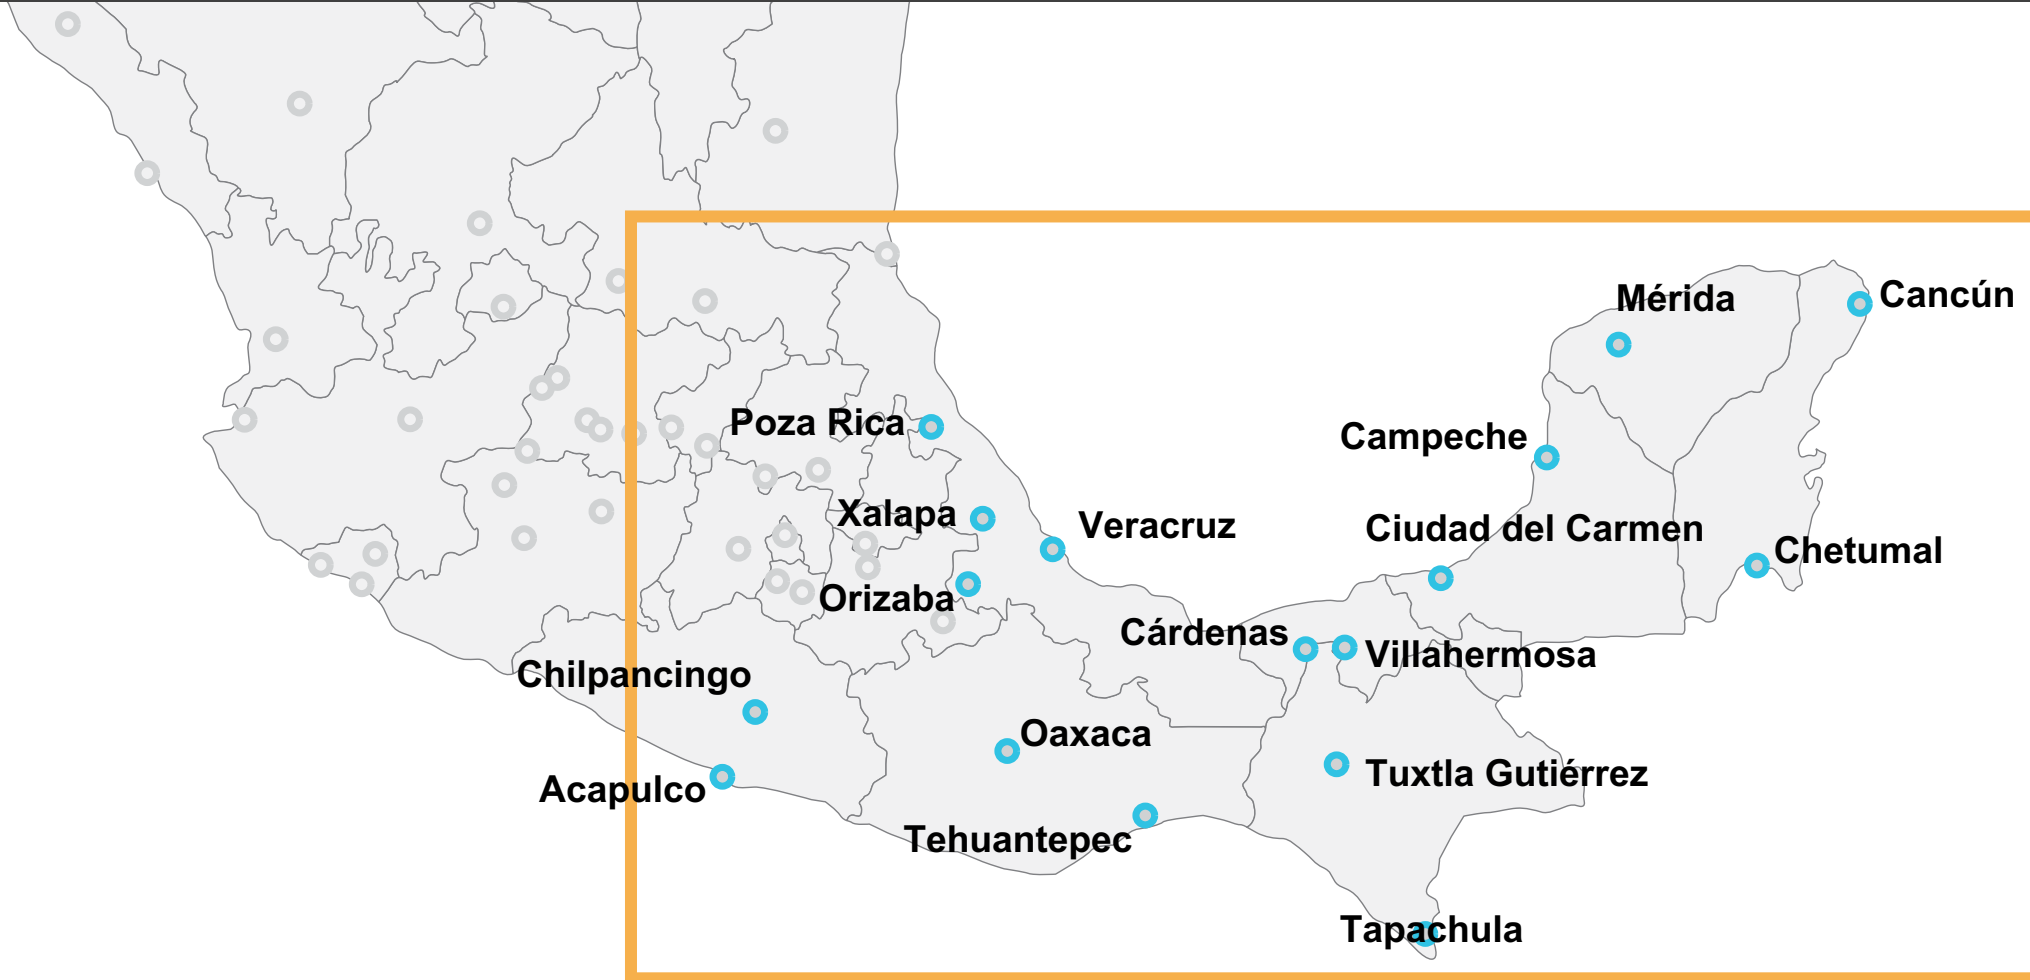 Mérida
Cancún
Poza Rica
Campeche
Xalapa
Veracruz
Ciudad del Carmen
Chetumal
Orizaba
Cárdenas
Villahermosa
Chilpancingo
Oaxaca
Acapulco
Tuxtla Gutiérrez
Tehuantepec
Tapachula